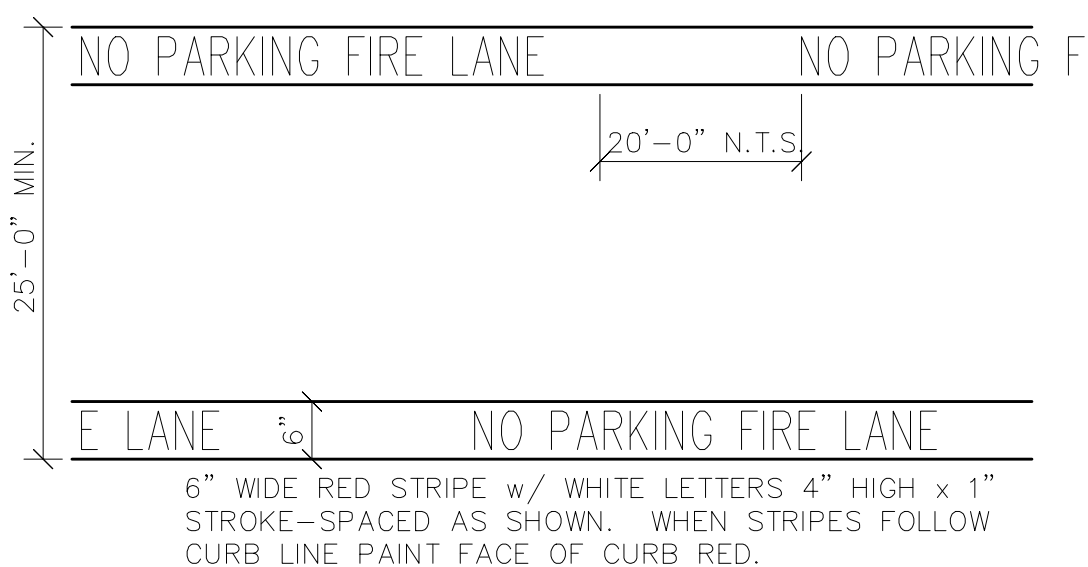 NO PARKING FIRE LANE NO PARKING F
20'-0" N.T.S.
25'-0" MIN.
E LANE 6" NO PARKING FIRE LANE
6" WIDE RED STRIPE w/ WHITE LETTERS 4" HIGH x 1"
STROKE-SPACED AS SHOWN. WHEN STRIPES FOLLOW
CURB LINE PAINT FACE OF CURB RED.